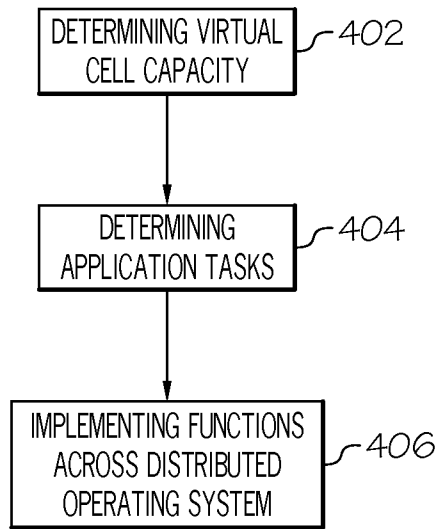 DETERMINING VIRTUAL
CELL CAPACITY
402
DETERMINING
APPLICATION TASKS
404
IMPLEMENTING FUNCTIONS
ACROSS DISTRIBUTED
OPERATING SYSTEM
406